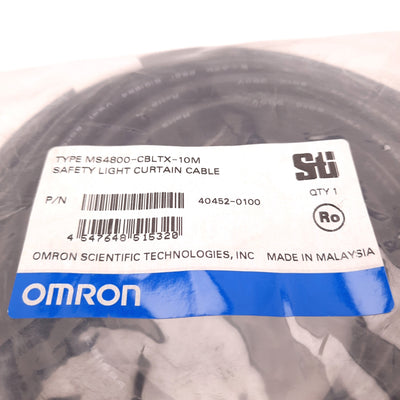 TYPE MS4800-CBLTX-10M
SAFETY LIGHT CURTAIN CABLE
Sti
QTY 1
P/N 40452-0100
Ro
4 547648 515320
OMRON SCIENTIFIC TECHNOLOGIES, INC MADE IN MALAYSIA
OMRON